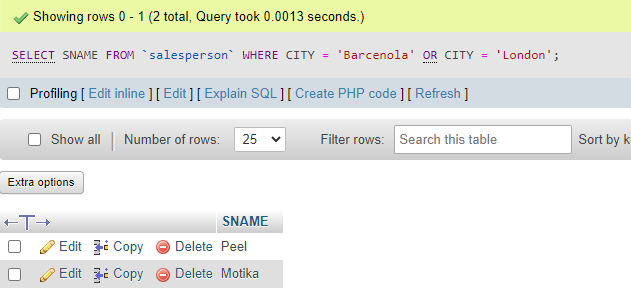 Showing rows 0 - 1 (2 total, Query took 0.0013 seconds.)
SELECT SNAME FROM `salesperson` WHERE CITY = 'Barcenola' OR CITY = 'London';
Profiling [ Edit inline ] [ Edit ] [ Explain SQL ] [ Create PHP code ] [ Refresh ]
Show all | Number of rows: 25 Filter rows: Search this table Sort by k
Extra options
←T→ SNAME
Edit Copy Delete Peel
Edit Copy Delete Motika